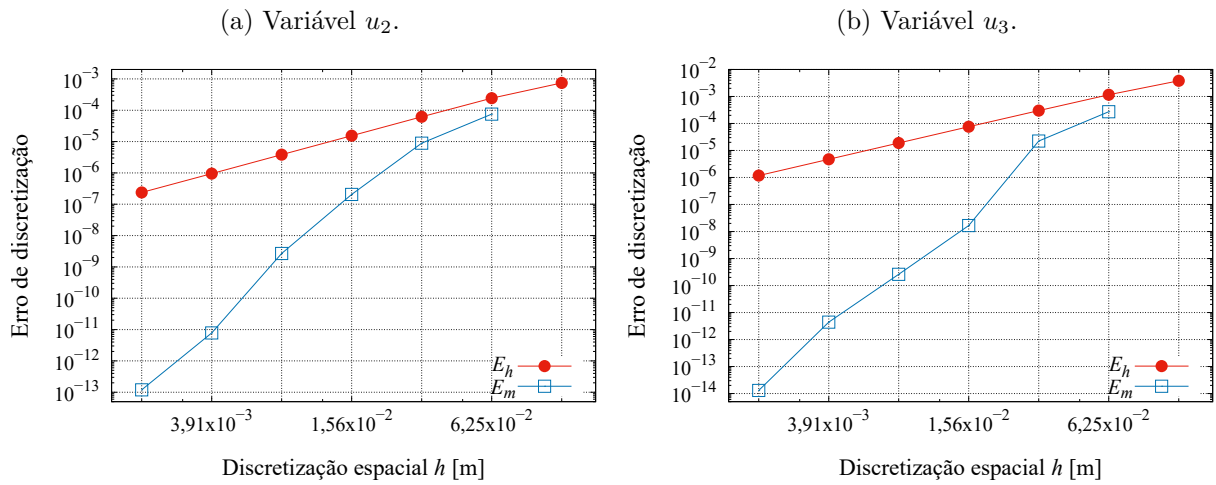 (a) Variável u₂.
Erro de discretização
10⁻³
10⁻⁴
10⁻⁵
10⁻⁶
10⁻⁷
10⁻⁸
10⁻⁹
10⁻¹⁰
10⁻¹¹
10⁻¹²
10⁻¹³
E_h
E_m
3,91x10⁻³ 1,56x10⁻² 6,25x10⁻²
Discretização espacial h [m]
(b) Variável u₃.
Erro de discretização
10⁻²
10⁻³
10⁻⁴
10⁻⁵
10⁻⁶
10⁻⁷
10⁻⁸
10⁻⁹
10⁻¹⁰
10⁻¹¹
10⁻¹²
10⁻¹³
10⁻¹⁴
E_h
E_m
3,91x10⁻³ 1,56x10⁻² 6,25x10⁻²
Discretização espacial h [m]